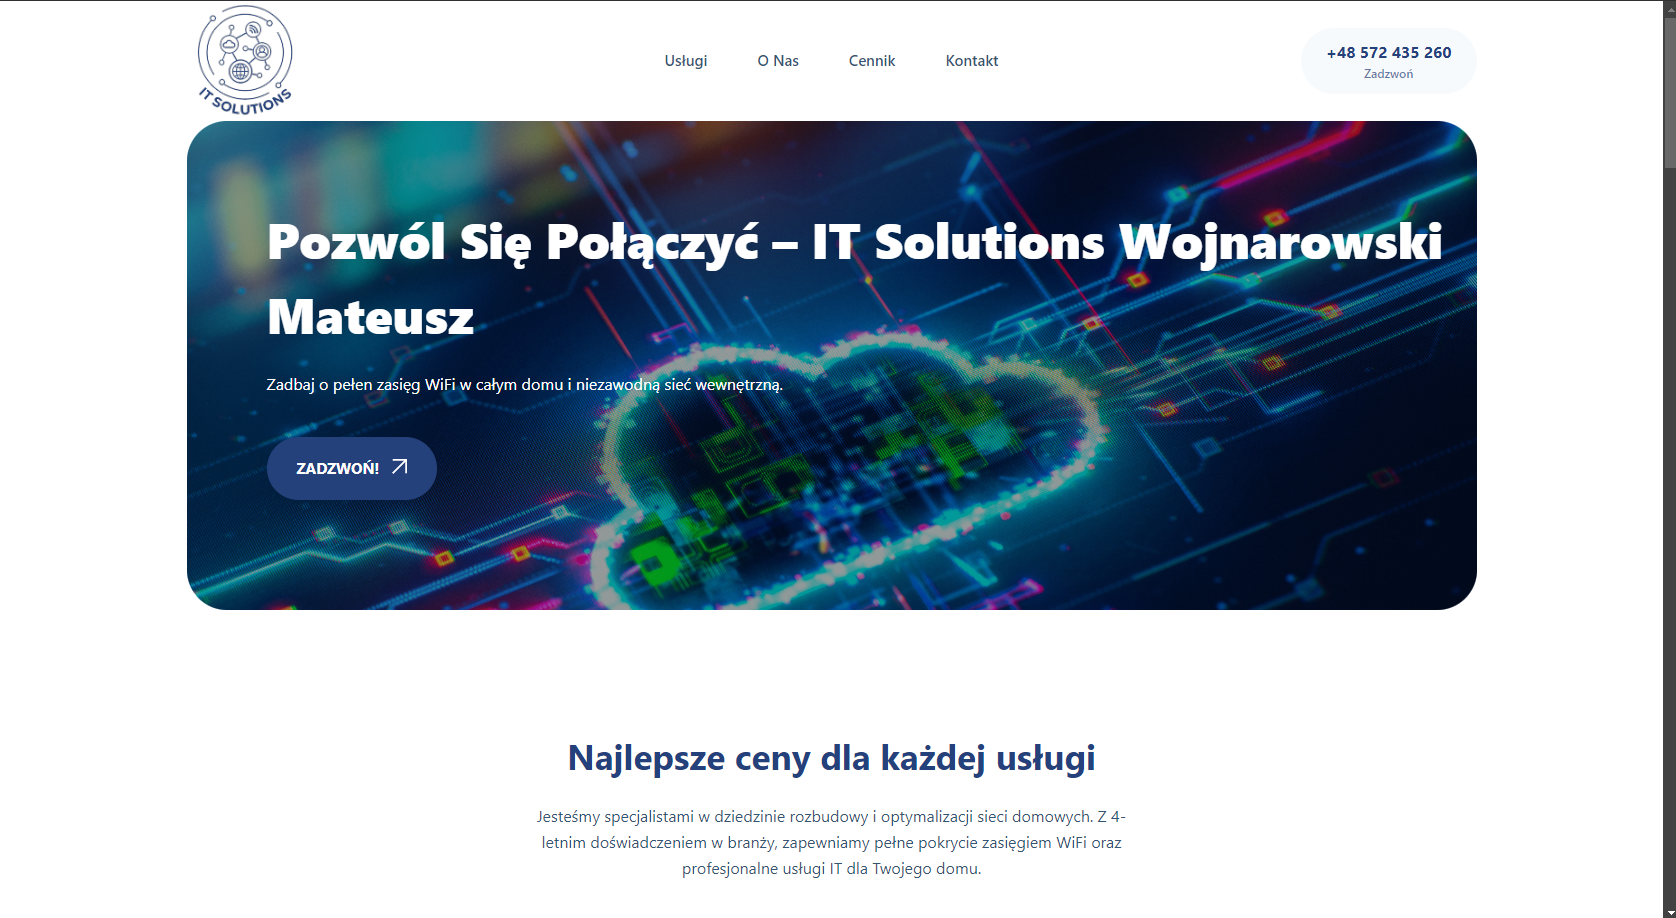 IT SOLUTIONS
Usługi
O Nas
Cennik
Kontakt
+48 572 435 260
Zadzwoń
Pozwól Się Połączyć – IT Solutions Wojnarowski
Mateusz
Zadbaj o pełen zasięg WiFi w całym domu i niezawodną sieć wewnętrzną.
ZADZWOŃ!
Najlepsze ceny dla każdej usługi
Jesteśmy specjalistami w dziedzinie rozbudowy i optymalizacji sieci domowych. Z 4-
letnim doświadczeniem w branży, zapewniamy pełne pokrycie zasięgiem WiFi oraz
profesjonalne usługi IT dla Twojego domu.